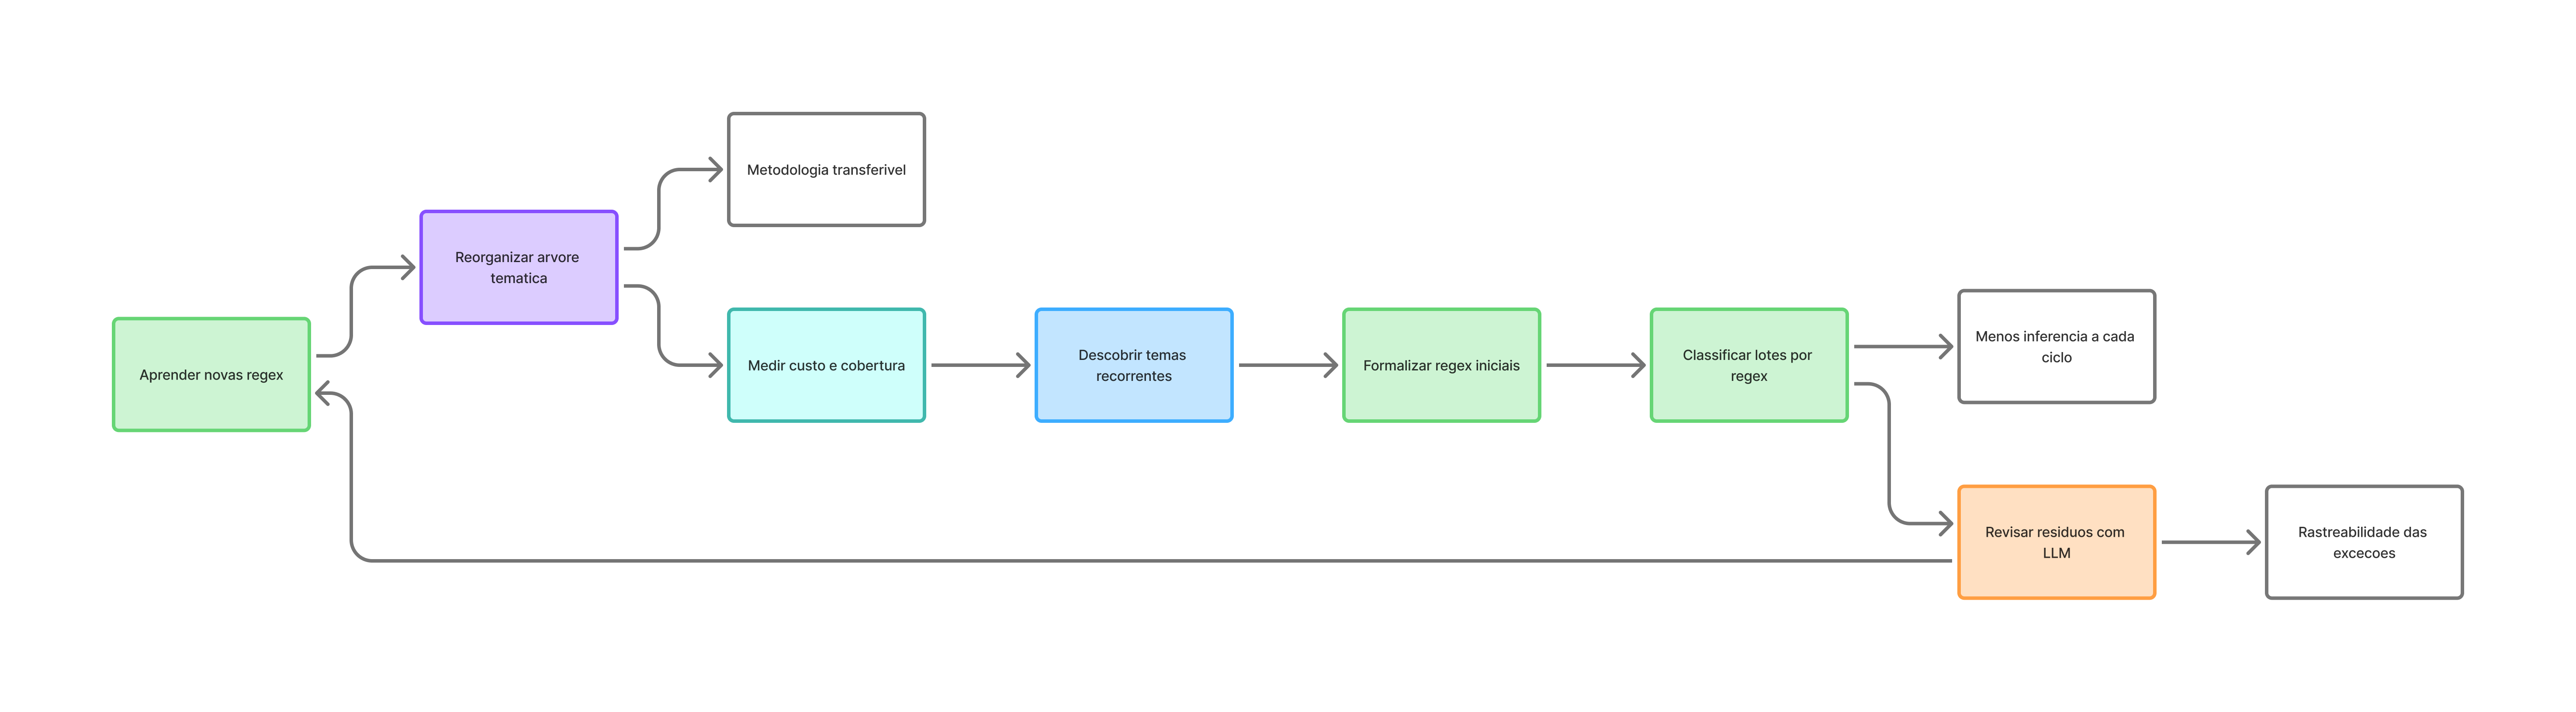 Metodologia transferivel
Reorganizar arvore
tematica
Aprender novas regex
Medir custo e cobertura
Descobrir temas
recorrentes
Formalizar regex iniciais
Classificar lotes por
regex
Menos inferencia a cada
ciclo
Revisar residuos com
LLM
Rastreabilidade das
excecoes